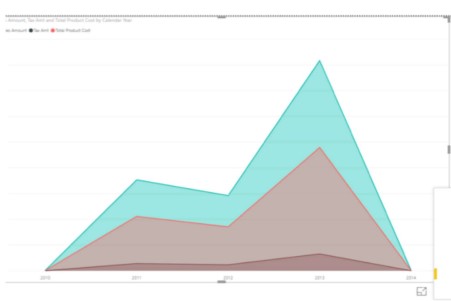 Amount, Tax Amt and Total Product Cost by Calendar Year
Amount Tax Amt Total Product Cost
2010 2011 2012 2013 2014